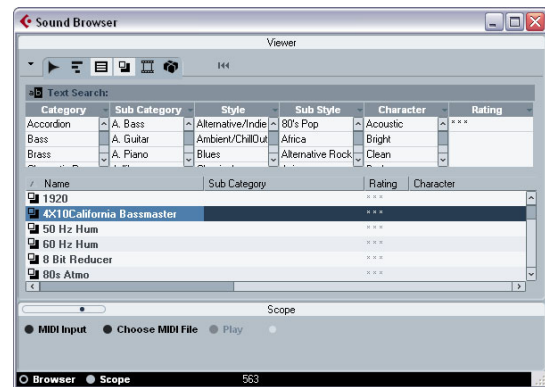 Sound Browser
Viewer
Text Search:
Category Sub Category Style Sub Style Character Rating
Accordion A. Bass Alternative/Indie 80's Pop Acoustic ***
Bass A. Guitar Ambient/ChillOut Africa Bright
Brass A. Piano Blues Alternative Rock Clean
Name Sub Category Rating Character
1920 ***
4X10California Bassmaster ***
50 Hz Hum ***
60 Hz Hum ***
8 Bit Reducer ***
80s Atmo ***
Scope
MIDI Input Choose MIDI File Play
Browser Scope 563